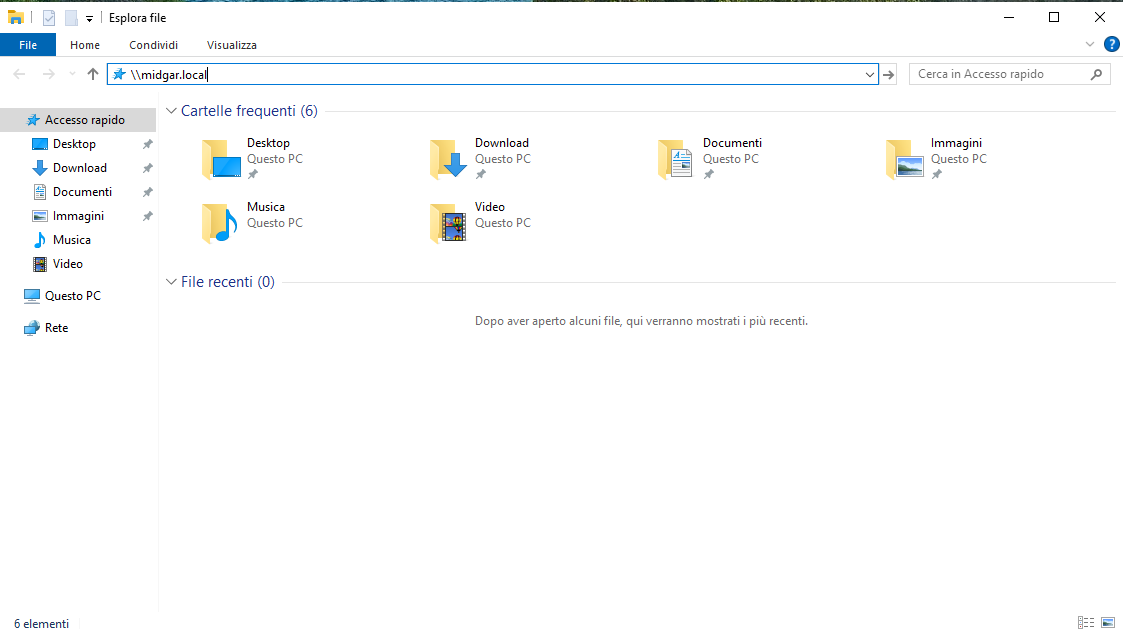 Esplora file
File Home Condividi Visualizza
\\midgar.local
Cerca in Accesso rapido
Accesso rapido
Desktop
Download
Documenti
Immagini
Musica
Video
Questo PC
Rete
Cartelle frequenti (6)
Desktop
Questo PC
Download
Questo PC
Documenti
Questo PC
Immagini
Questo PC
Musica
Questo PC
Video
Questo PC
File recenti (0)
Dopo aver aperto alcuni file, qui verranno mostrati i più recenti.
6 elementi